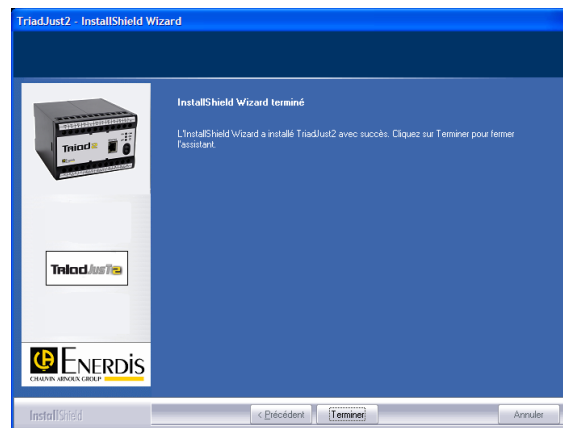 TriadJust2 - InstallShield Wizard
InstallShield Wizard terminé
L'InstallShield Wizard a installé TriadJust2 avec succès. Cliquez sur Terminer pour fermer
l'assistant.
Triad2
TriadJust2
ENERDIS
CHAUVIN ARNOUX GROUP
InstallShield
< Précédent
Terminer
Annuler